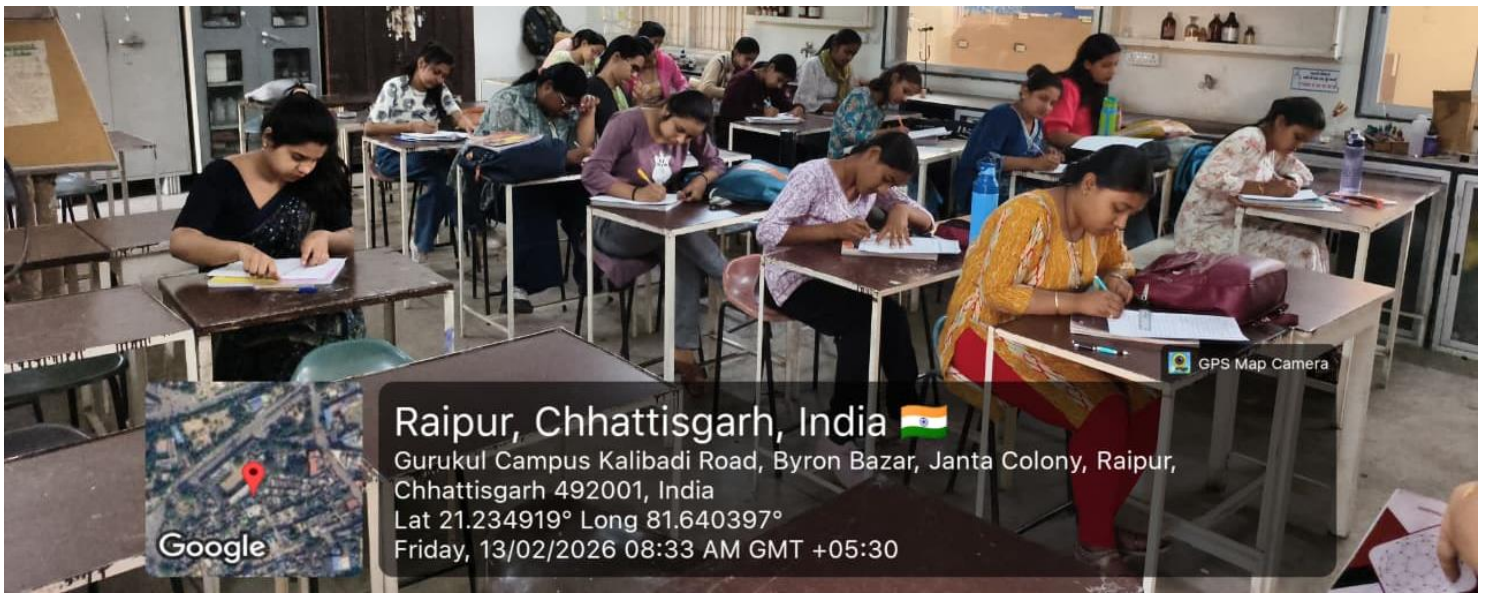 GPS Map Camera
Raipur, Chhattisgarh, India 🇮🇳
Gurukul Campus Kalibadi Road, Byron Bazar, Janta Colony, Raipur,
Chhattisgarh 492001, India
Lat 21.234919° Long 81.640397°
Friday, 13/02/2026 08:33 AM GMT +05:30
Google